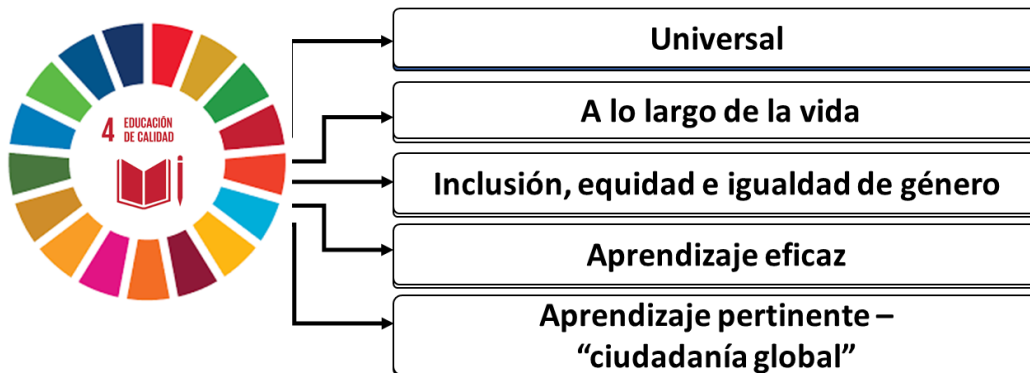 4 EDUCACIÓN
DE CALIDAD
Universal
A lo largo de la vida
Inclusión, equidad e igualdad de género
Aprendizaje eficaz
Aprendizaje pertinente –
“ciudadanía global”